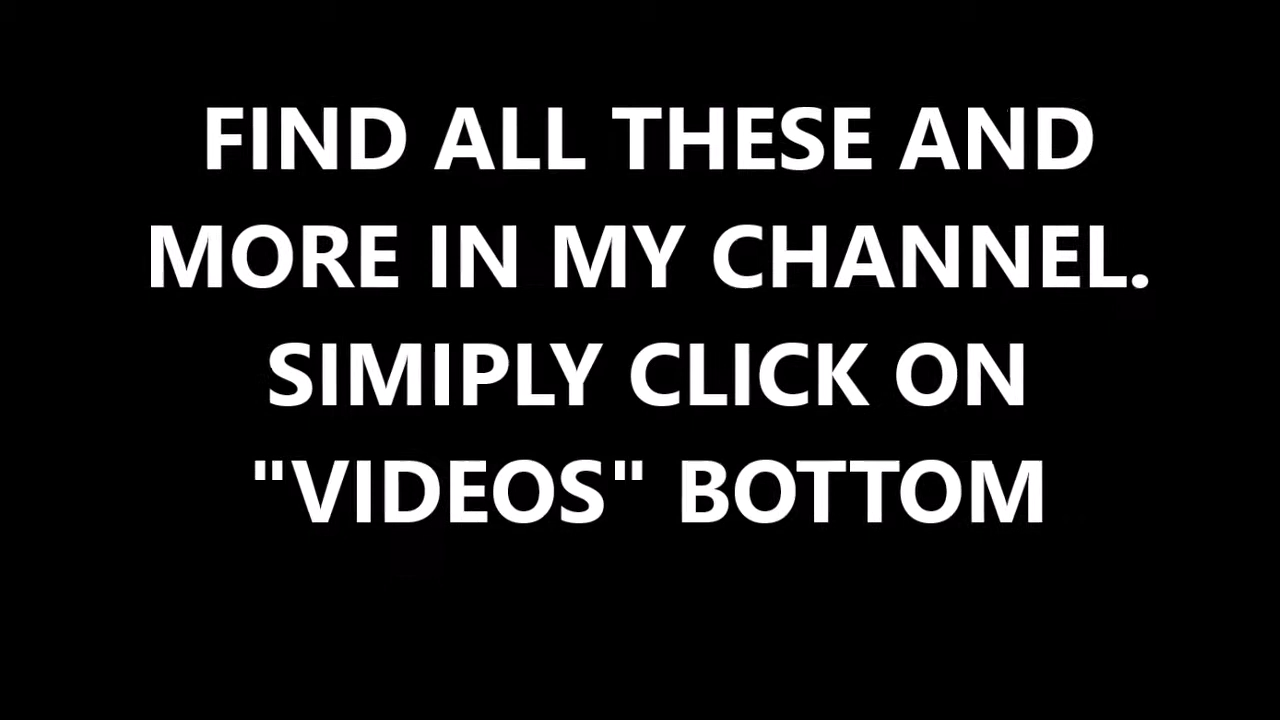 FIND ALL THESE AND
MORE IN MY CHANNEL.
SIMIPLY CLICK ON
"VIDEOS" BOTTOM